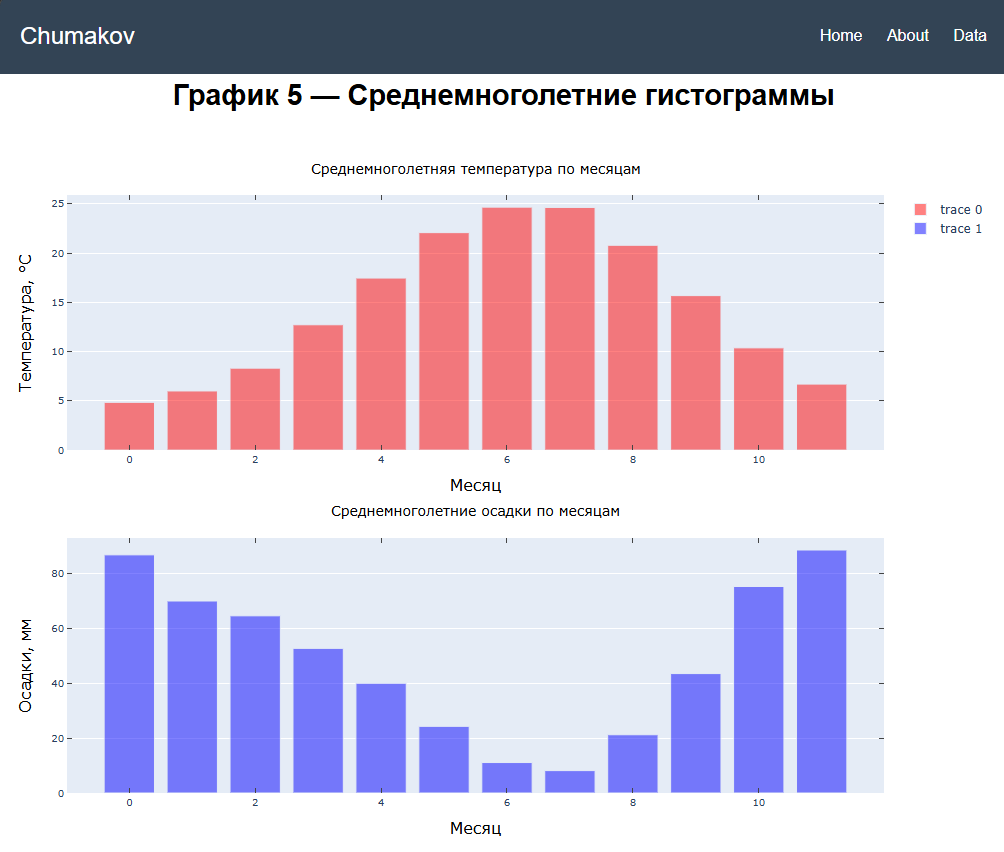 Chumakov
Home About Data
График 5 — Среднемноголетние гистограммы
Среднемноголетняя температура по месяцам
trace 0
trace 1
Температура, °C
25
20
15
10
5
0
0 2 4 6 8 10
Месяц
Среднемноголетние осадки по месяцам
Осадки, мм
80
60
40
20
0
0 2 4 6 8 10
Месяц